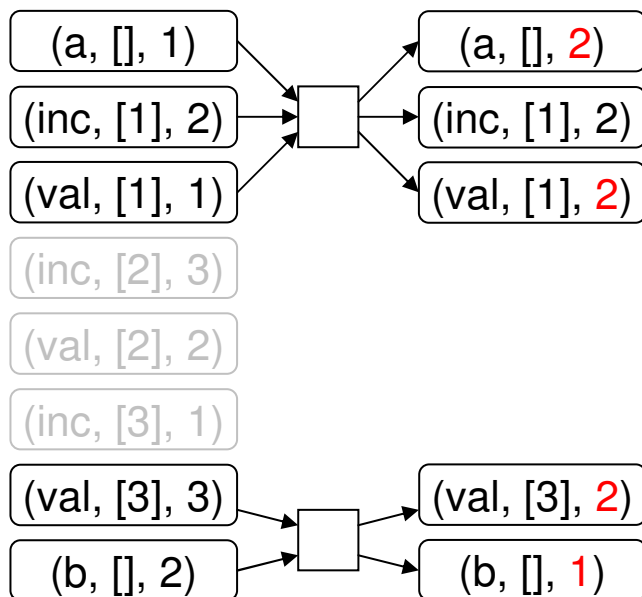 (a, [], 1)
(a, [], 2)
(inc, [1], 2)
(inc, [1], 2)
(val, [1], 1)
(val, [1], 2)
(inc, [2], 3)
(val, [2], 2)
(inc, [3], 1)
(val, [3], 3)
(val, [3], 2)
(b, [], 2)
(b, [], 1)